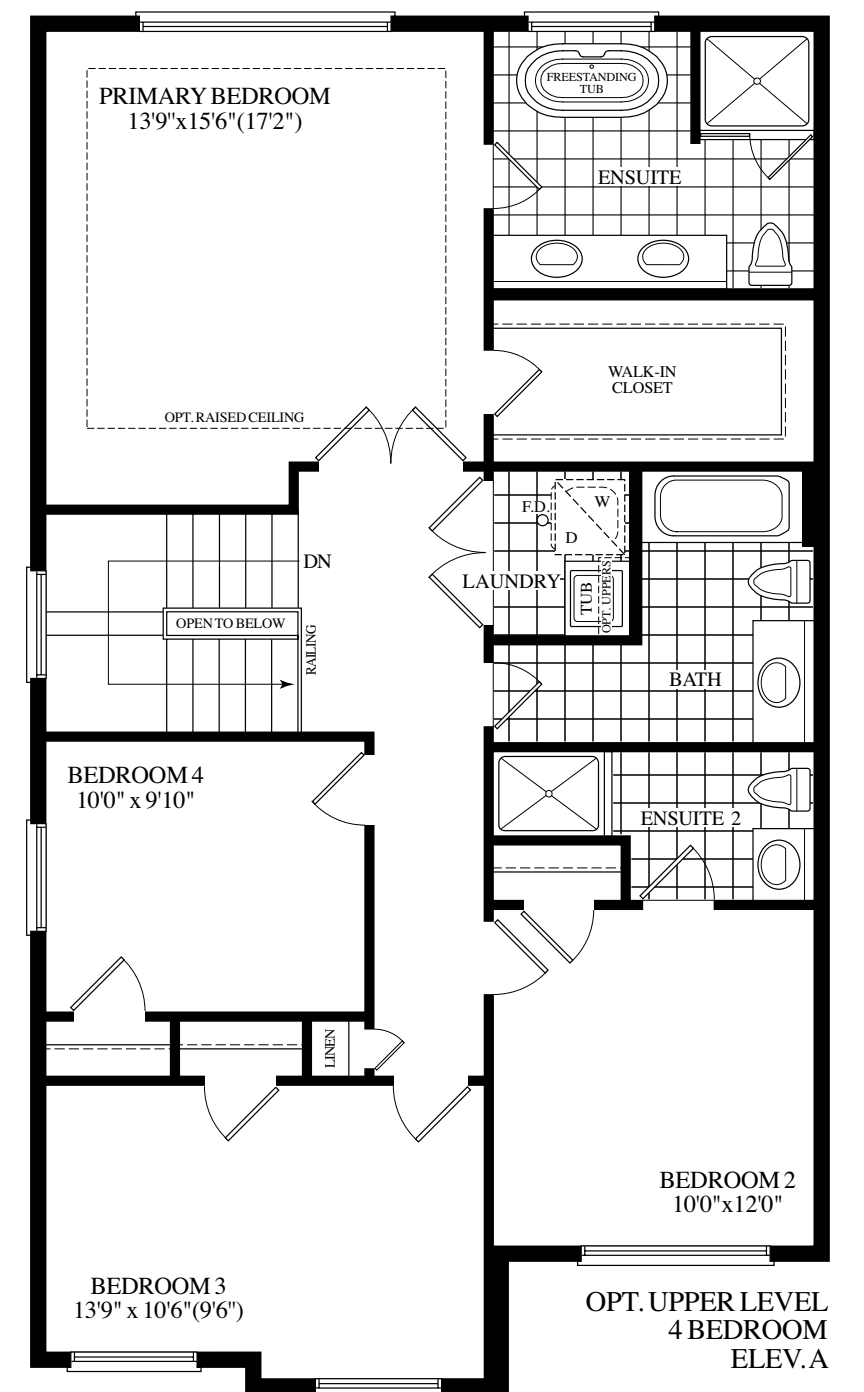 PRIMARY BEDROOM
13'9"x15'6"(17'2")
FREESTANDING
TUB
ENSUITE
WALK-IN
CLOSET
OPT. RAISED CEILING
F.D.
W
D
LAUNDRY
TUB
OPT. UPPERS
DN
OPEN TO BELOW
RAILING
BATH
BEDROOM 4
10'0" x 9'10"
ENSUITE 2
LINEN
BEDROOM 2
10'0"x12'0"
BEDROOM 3
13'9" x 10'6"(9'6")
OPT. UPPER LEVEL
4 BEDROOM
ELEV. A